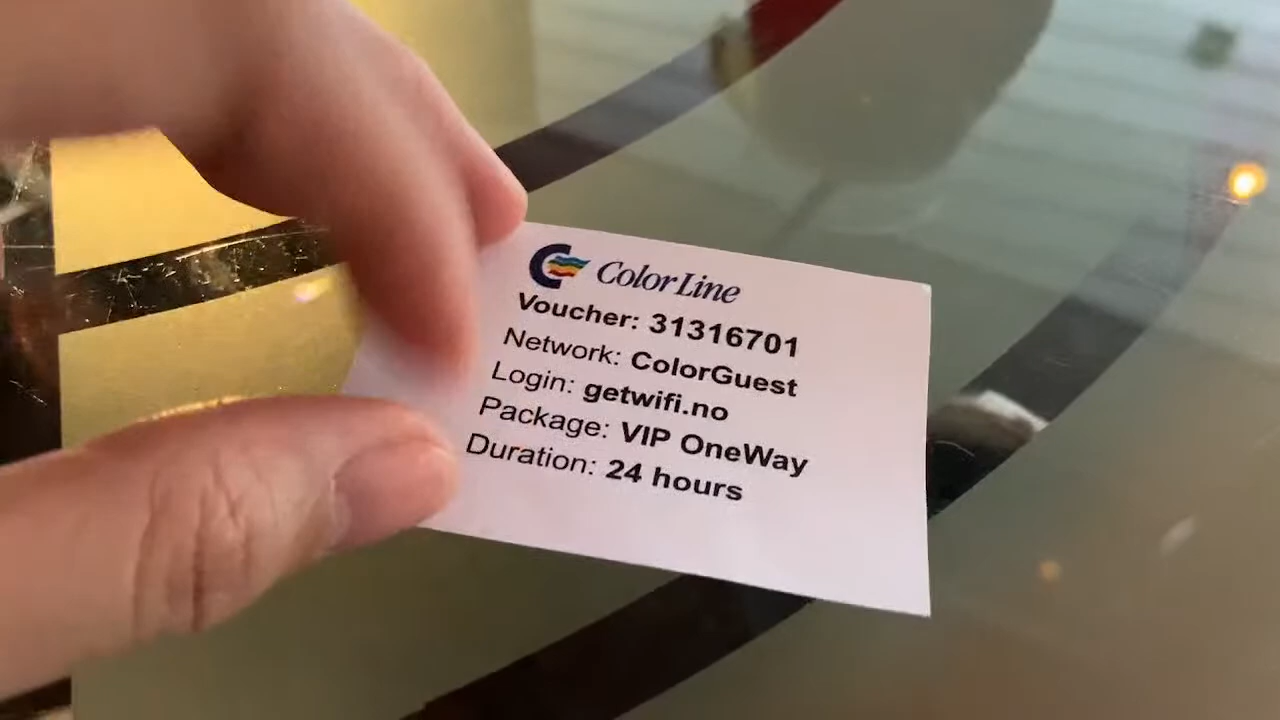 Color Line
Voucher: 31316701
Network: ColorGuest
Login: getwifi.no
Package: VIP OneWay
Duration: 24 hours